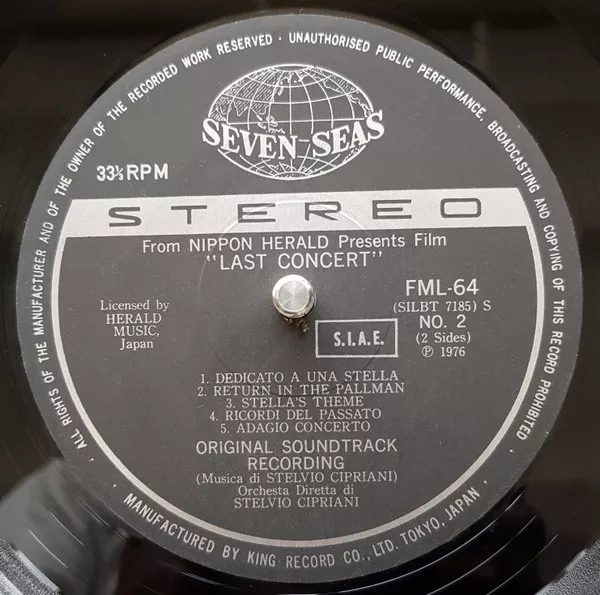 ALL RIGHTS OF THE MANUFACTURER AND OF THE OWNER OF THE RECORDED WORK RESERVED · UNAUTHORISED PUBLIC PERFORMANCE, BROADCASTING AND COPYING OF THIS RECORD PROHIBITED
SEVEN SEAS
33⅓ RPM
STEREO
From NIPPON HERALD Presents Film
"LAST CONCERT"
Licensed by
HERALD
MUSIC,
Japan
FML-64
(SILBT 7185) S
NO. 2
(2 Sides)
Ⓟ 1976
S.I.A.E.
1. DEDICATO A UNA STELLA
2. RETURN IN THE PALLMAN
3. STELLA'S THEME
4. RICORDI DEL PASSATO
5. ADAGIO CONCERTO
ORIGINAL SOUNDTRACK
RECORDING
(Musica di STELVIO CIPRIANI)
Orchesta Diretta di
STELVIO CIPRIANI
· MANUFACTURED BY KING RECORD CO., LTD. TOKYO, JAPAN ·